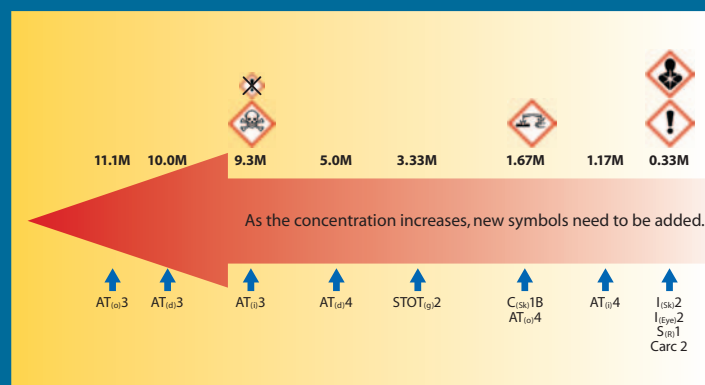 11.1M 10.0M 9.3M 5.0M 3.33M 1.67M 1.17M 0.33M
As the concentration increases, new symbols need to be added.
AT(o)3 AT(d)3 AT(i)3 AT(d)4 STOT(g)2 C(Sk)1B AT(i)4 I(Sk)2
AT(o)4 I(Eye)2
S(R)1
Carc 2